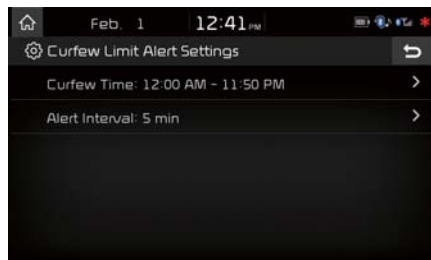 Feb. 1 12:41 PM
Curfew Limit Alert Settings
Curfew Time: 12:00 AM ~ 11:50 PM
Alert Interval: 5 min